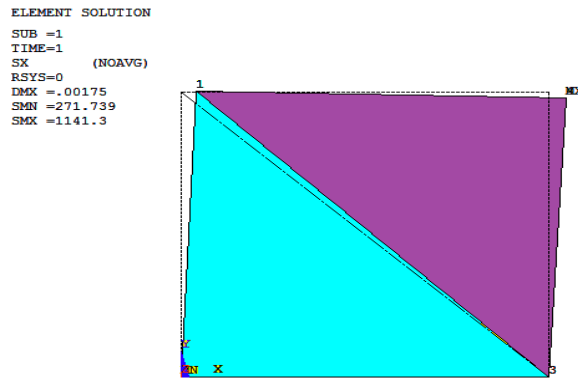 ELEMENT SOLUTION
SUB =1
TIME=1
SX (NOAVG)
RSYS=0
DMX =.00175
SMN =271.739
SMX =1141.3
1
Y
X
3